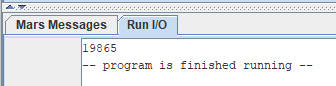 Mars Messages Run I/O
19865
-- program is finished running --